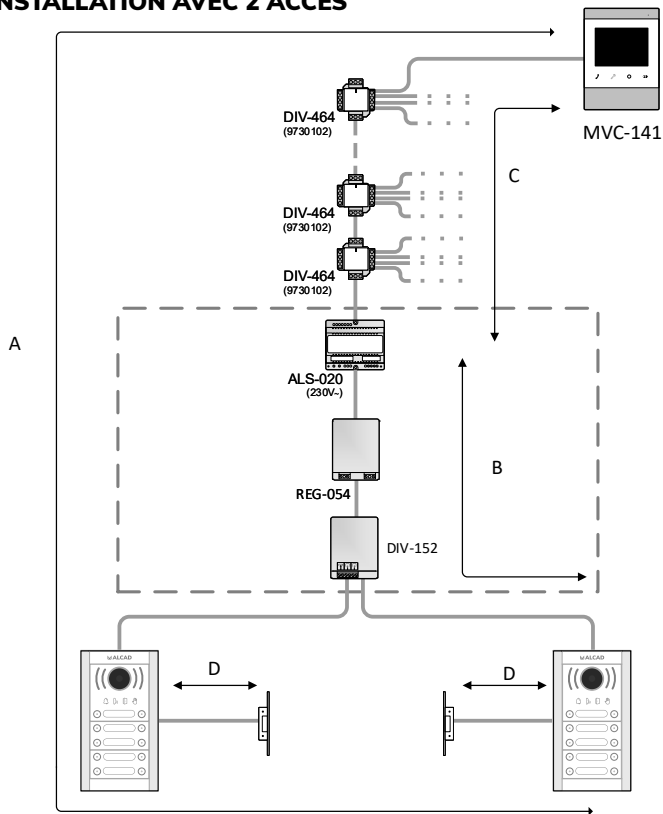 INSTALLATION AVEC 2 ACCÈS
MVC-141
DIV-464
(9730102)
C
DIV-464
(9730102)
DIV-464
(9730102)
A
ALS-020
(230V~)
B
REG-054
DIV-152
ALCAD
D
D
ALCAD